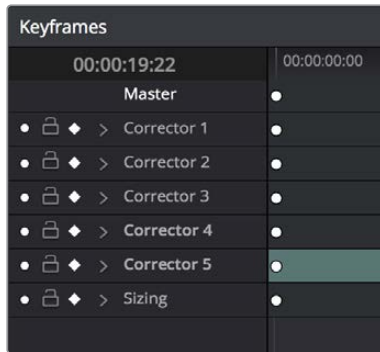 Keyframes
00:00:19:22 00:00:00:00
Master
Corrector 1
Corrector 2
Corrector 3
Corrector 4
Corrector 5
Sizing